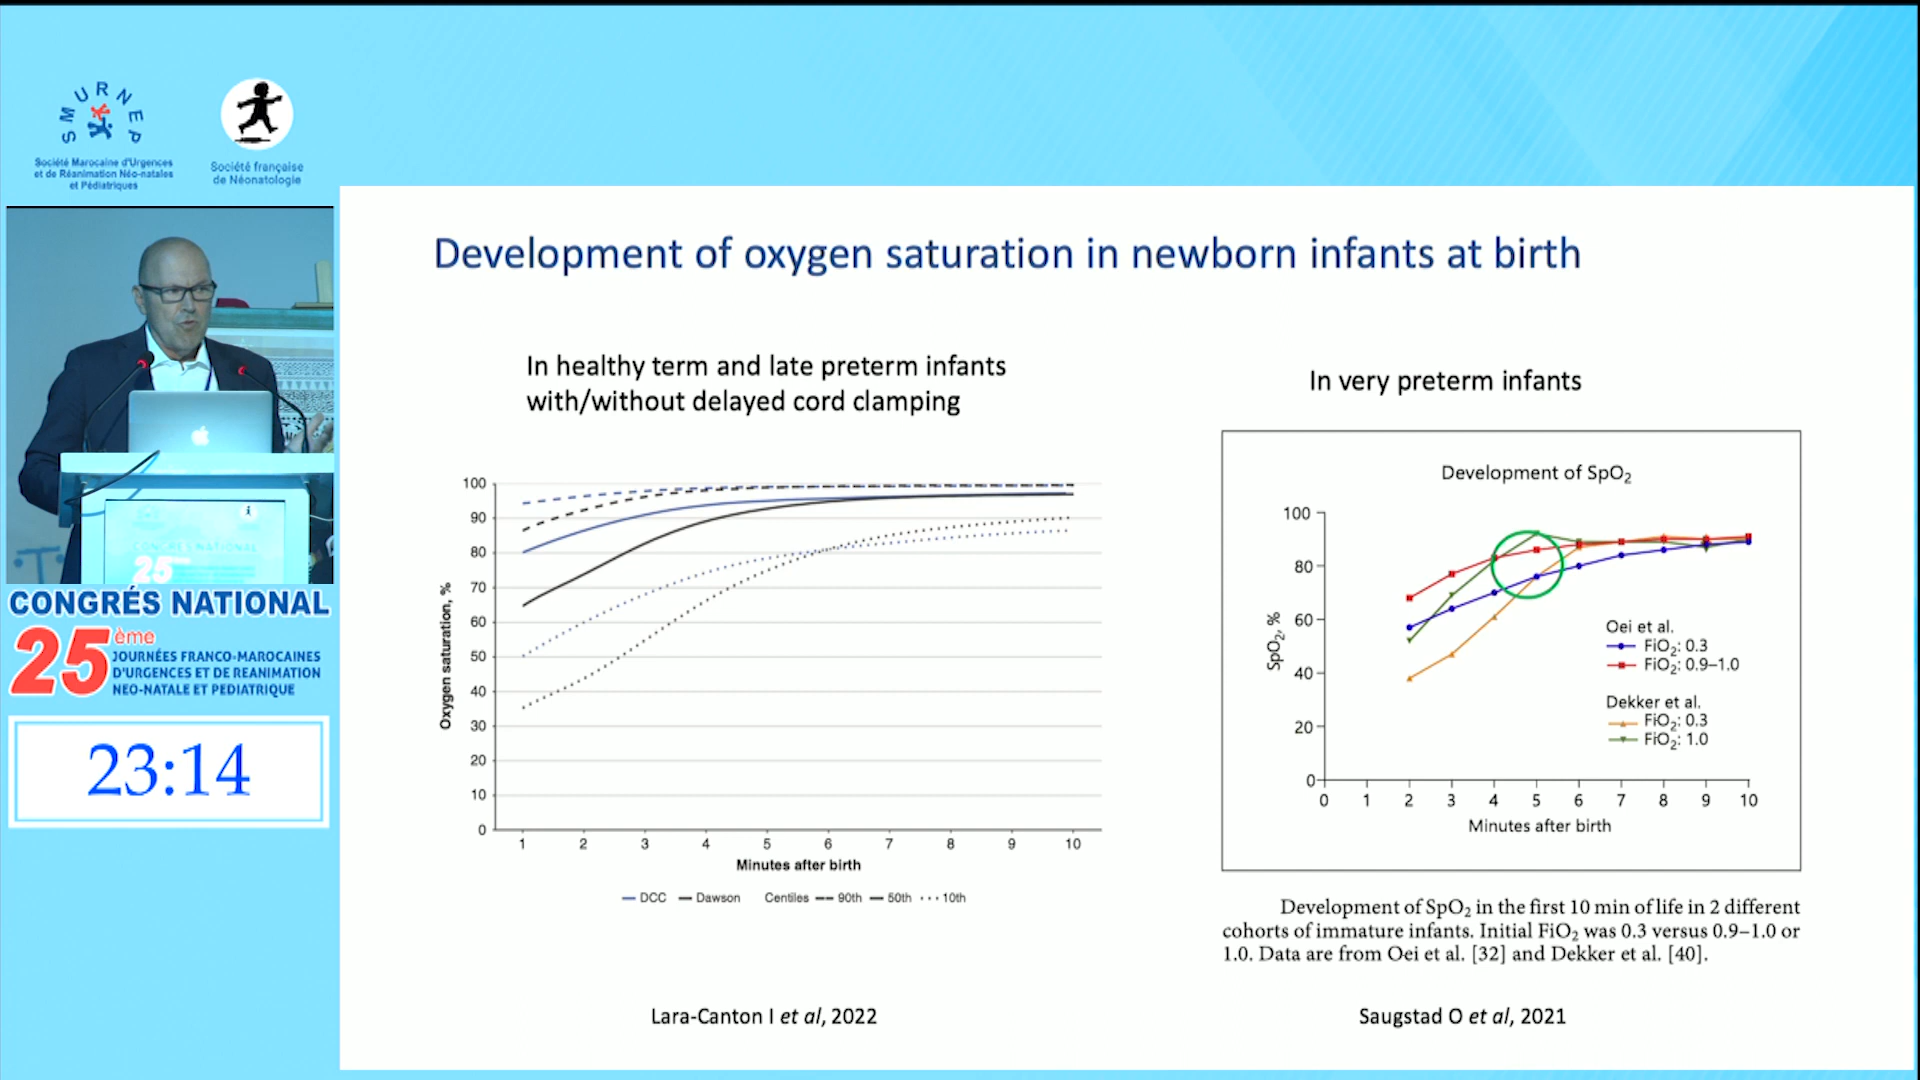 SMURNEP
Société Marocaine d'Urgences
et de Réanimation Néo-natales
et Pédiatriques
Société française
de Néonatologie
CONGRÉS NATIONAL
25ème
JOURNÉES FRANCO-MAROCAINES
D'URGENCES ET DE REANIMATION
NEO-NATALE ET PEDIATRIQUE
23:14
Development of oxygen saturation in newborn infants at birth
In healthy term and late preterm infants
with/without delayed cord clamping
100
90
80
70
60
50
40
30
20
10
0
Oxygen saturation, %
1 2 3 4 5 6 7 8 9 10
Minutes after birth
DCC Dawson Centiles 90th 50th 10th
Lara-Canton I et al, 2022
In very preterm infants
Development of SpO2
100
80
60
40
20
0
SpO2, %
0 1 2 3 4 5 6 7 8 9 10
Minutes after birth
Oei et al.
FiO2: 0.3
FiO2: 0.9–1.0
Dekker et al.
FiO2: 0.3
FiO2: 1.0
Development of SpO2 in the first 10 min of life in 2 different
cohorts of immature infants. Initial FiO2 was 0.3 versus 0.9–1.0 or
1.0. Data are from Oei et al. [32] and Dekker et al. [40].
Saugstad O et al, 2021
CONGRES NATIONAL
25